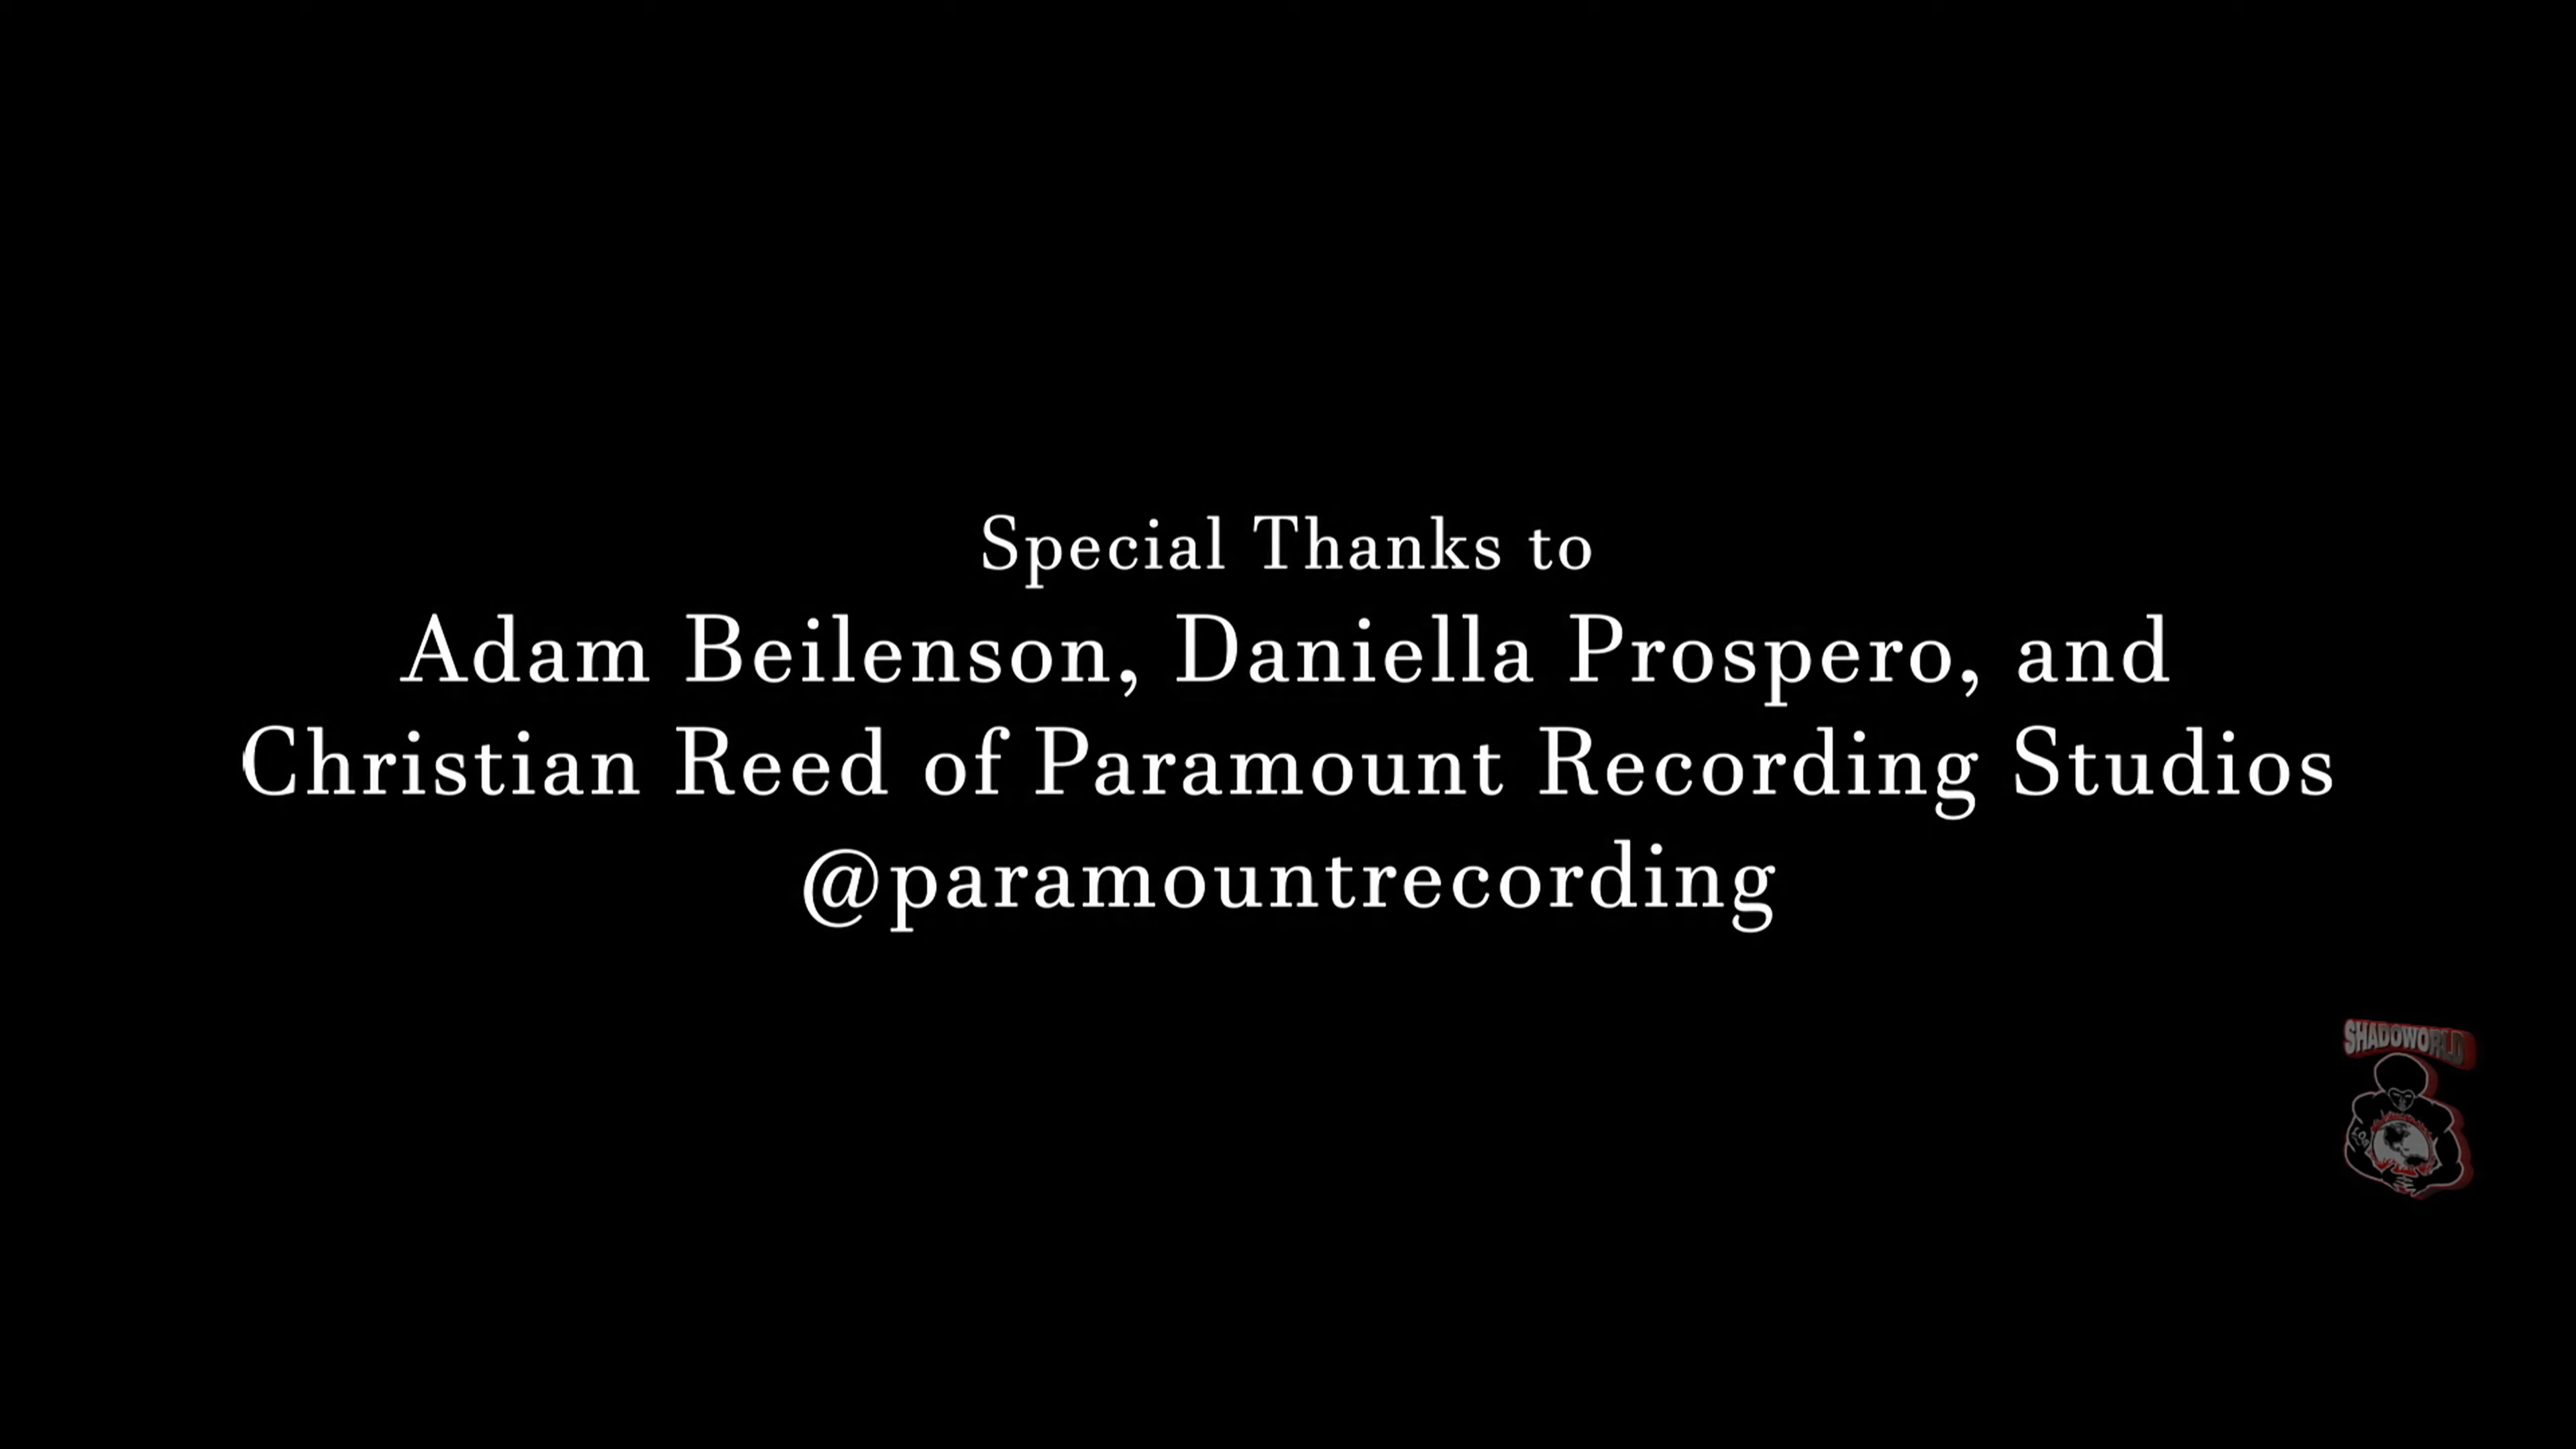 Special Thanks to
Adam Beilenson, Daniella Prospero, and
Christian Reed of Paramount Recording Studios
@paramountrecording
SHADOWORLD